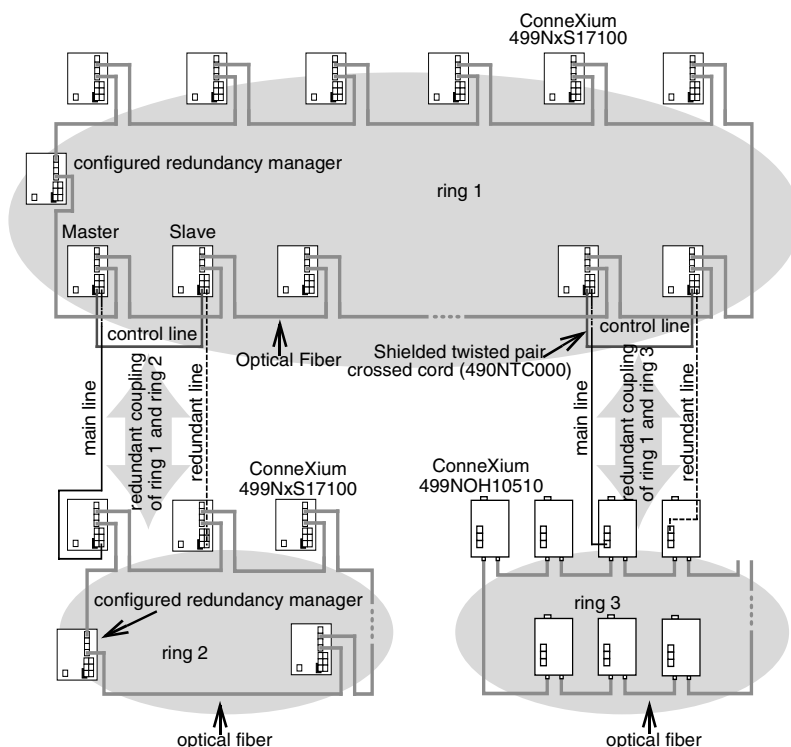 ConneXium
499NxS17100
configured redundancy manager
ring 1
Master
Slave
control line
Optical Fiber
Shielded twisted pair
crossed cord (490NTC000)
control line
main line
redundant coupling
of ring 1 and ring 2
redundant line
main line
redundant coupling
of ring 1 and ring 3
redundant line
ConneXium
499NxS17100
ConneXium
499NOH10510
configured redundancy manager
ring 2
ring 3
optical fiber
optical fiber